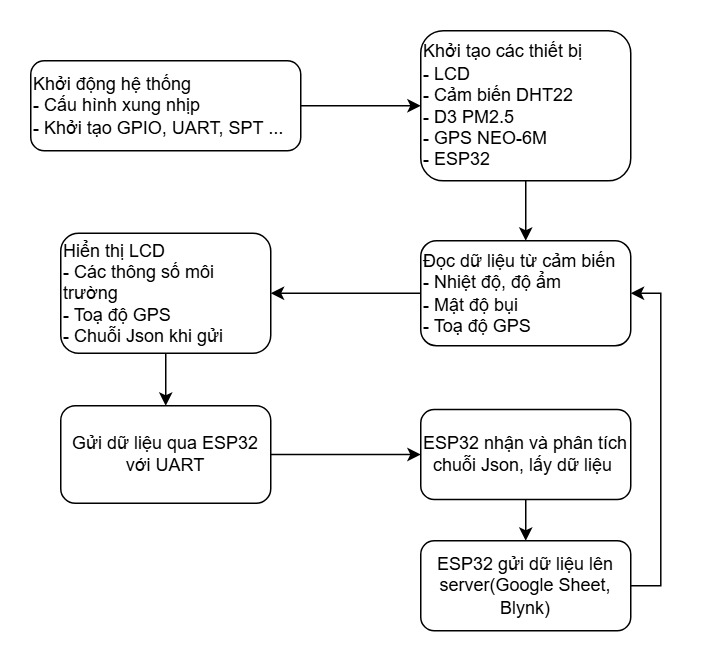 Khởi động hệ thống
- Cấu hình xung nhịp
- Khởi tạo GPIO, UART, SPT ...
Khởi tạo các thiết bị
- LCD
- Cảm biến DHT22
- D3 PM2.5
- GPS NEO-6M
- ESP32
Đọc dữ liệu từ cảm biến
- Nhiệt độ, độ ẩm
- Mật độ bụi
- Toạ độ GPS
Hiển thị LCD
- Các thông số môi
trường
- Toạ độ GPS
- Chuỗi Json khi gửi
Gửi dữ liệu qua ESP32
với UART
ESP32 nhận và phân tích
chuỗi Json, lấy dữ liệu
ESP32 gửi dữ liệu lên
server(Google Sheet,
Blynk)